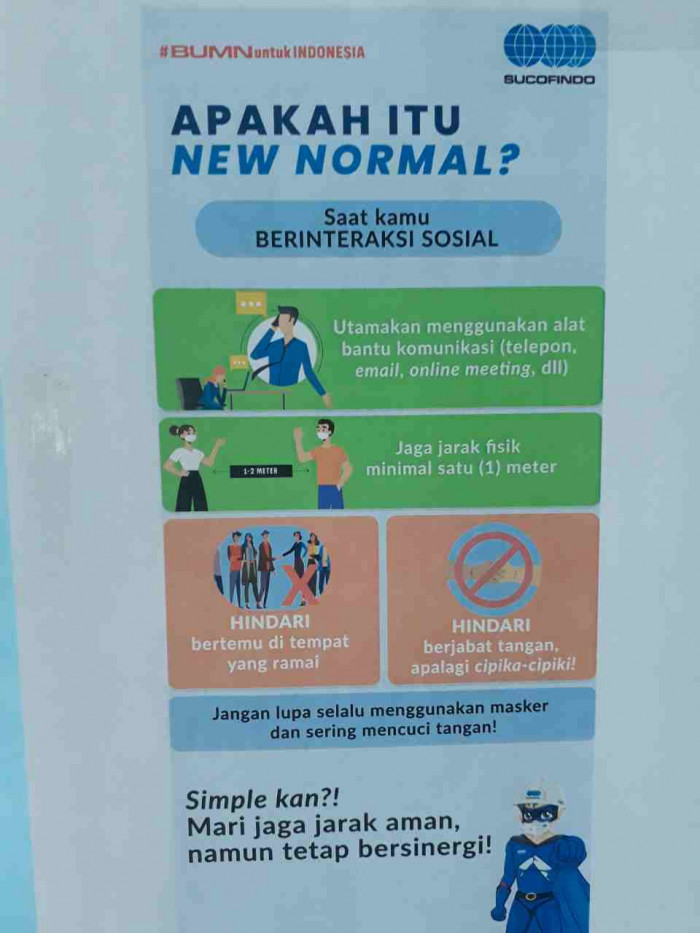 #BUMNuntukINDONESIA
SUCOFINDO
APAKAH ITU
NEW NORMAL?
Saat kamu
BERINTERAKSI SOSIAL
Utamakan menggunakan alat
bantu komunikasi (telepon,
email, online meeting, dll)
1-2 METER
Jaga jarak fisik
minimal satu (1) meter
HINDARI
bertemu di tempat
yang ramai
HINDARI
berjabat tangan,
apalagi cipika-cipiki!
Jangan lupa selalu menggunakan masker
dan sering mencuci tangan!
Simple kan?!
Mari jaga jarak aman,
namun tetap bersinergi!